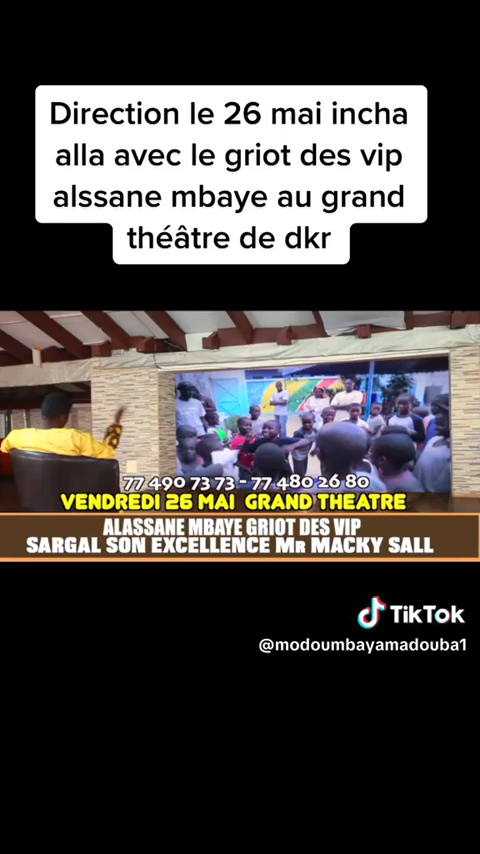 Direction le 26 mai incha
alla avec le griot des vip
alssane mbaye au grand
théâtre de dkr
77 490 73 73 - 77 480 26 80
VENDREDI 26 MAI GRAND THEATRE
ALASSANE MBAYE GRIOT DES VIP
SARGAL SON EXCELLENCE MR MACKY SALL
TikTok
@modoumbayamadouba1